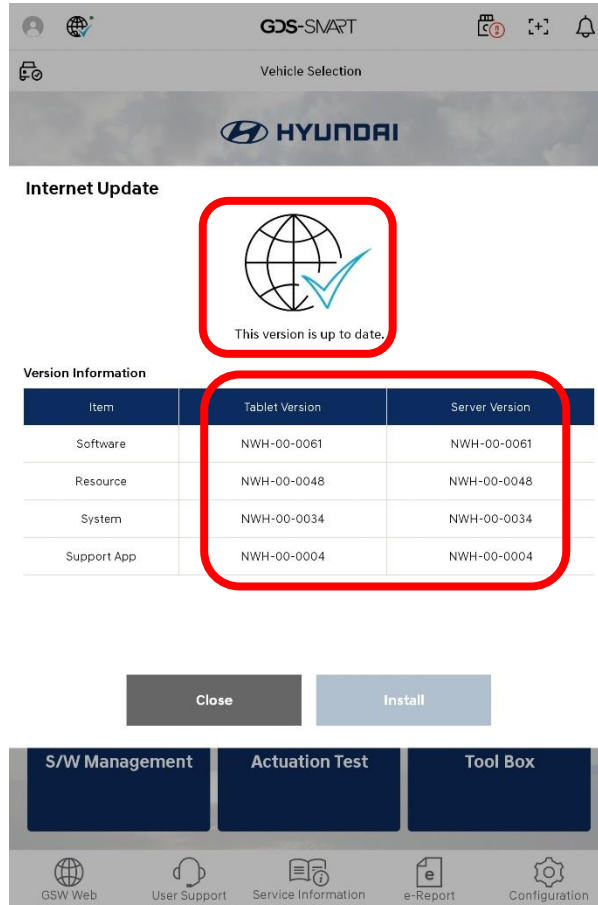 GDS-SMART
Vehicle Selection
HYUNDAI
Internet Update
This version is up to date.
Version Information
Item Tablet Version Server Version
Software NWH-00-0061 NWH-00-0061
Resource NWH-00-0048 NWH-00-0048
System NWH-00-0034 NWH-00-0034
Support App NWH-00-0004 NWH-00-0004
Close Install
S/W Management Actuation Test Tool Box
GSW Web User Support Service Information e-Report Configuration